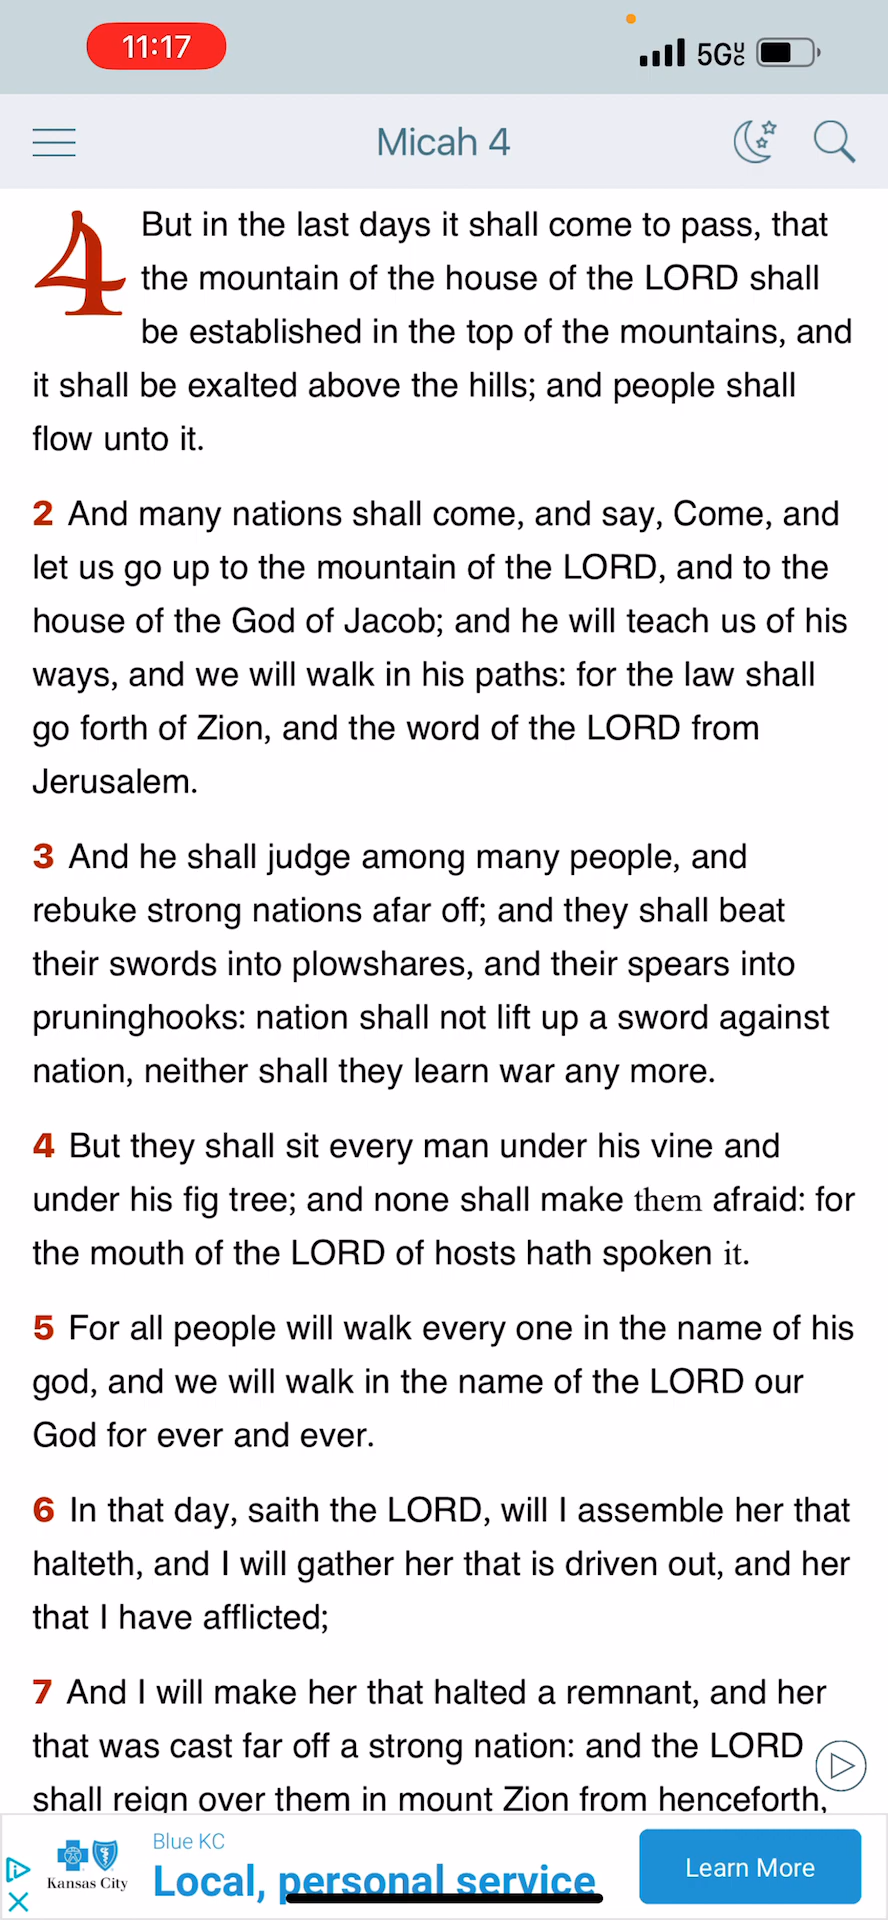 11:17
5G UC
Micah 4
4 But in the last days it shall come to pass, that
the mountain of the house of the LORD shall
be established in the top of the mountains, and
it shall be exalted above the hills; and people shall
flow unto it.
2 And many nations shall come, and say, Come, and
let us go up to the mountain of the LORD, and to the
house of the God of Jacob; and he will teach us of his
ways, and we will walk in his paths: for the law shall
go forth of Zion, and the word of the LORD from
Jerusalem.
3 And he shall judge among many people, and
rebuke strong nations afar off; and they shall beat
their swords into plowshares, and their spears into
pruninghooks: nation shall not lift up a sword against
nation, neither shall they learn war any more.
4 But they shall sit every man under his vine and
under his fig tree; and none shall make them afraid: for
the mouth of the LORD of hosts hath spoken it.
5 For all people will walk every one in the name of his
god, and we will walk in the name of the LORD our
God for ever and ever.
6 In that day, saith the LORD, will I assemble her that
halteth, and I will gather her that is driven out, and her
that I have afflicted;
7 And I will make her that halted a remnant, and her
that was cast far off a strong nation: and the LORD
shall reign over them in mount Zion from henceforth,
Blue KC
Kansas City
Local, personal service
Learn More